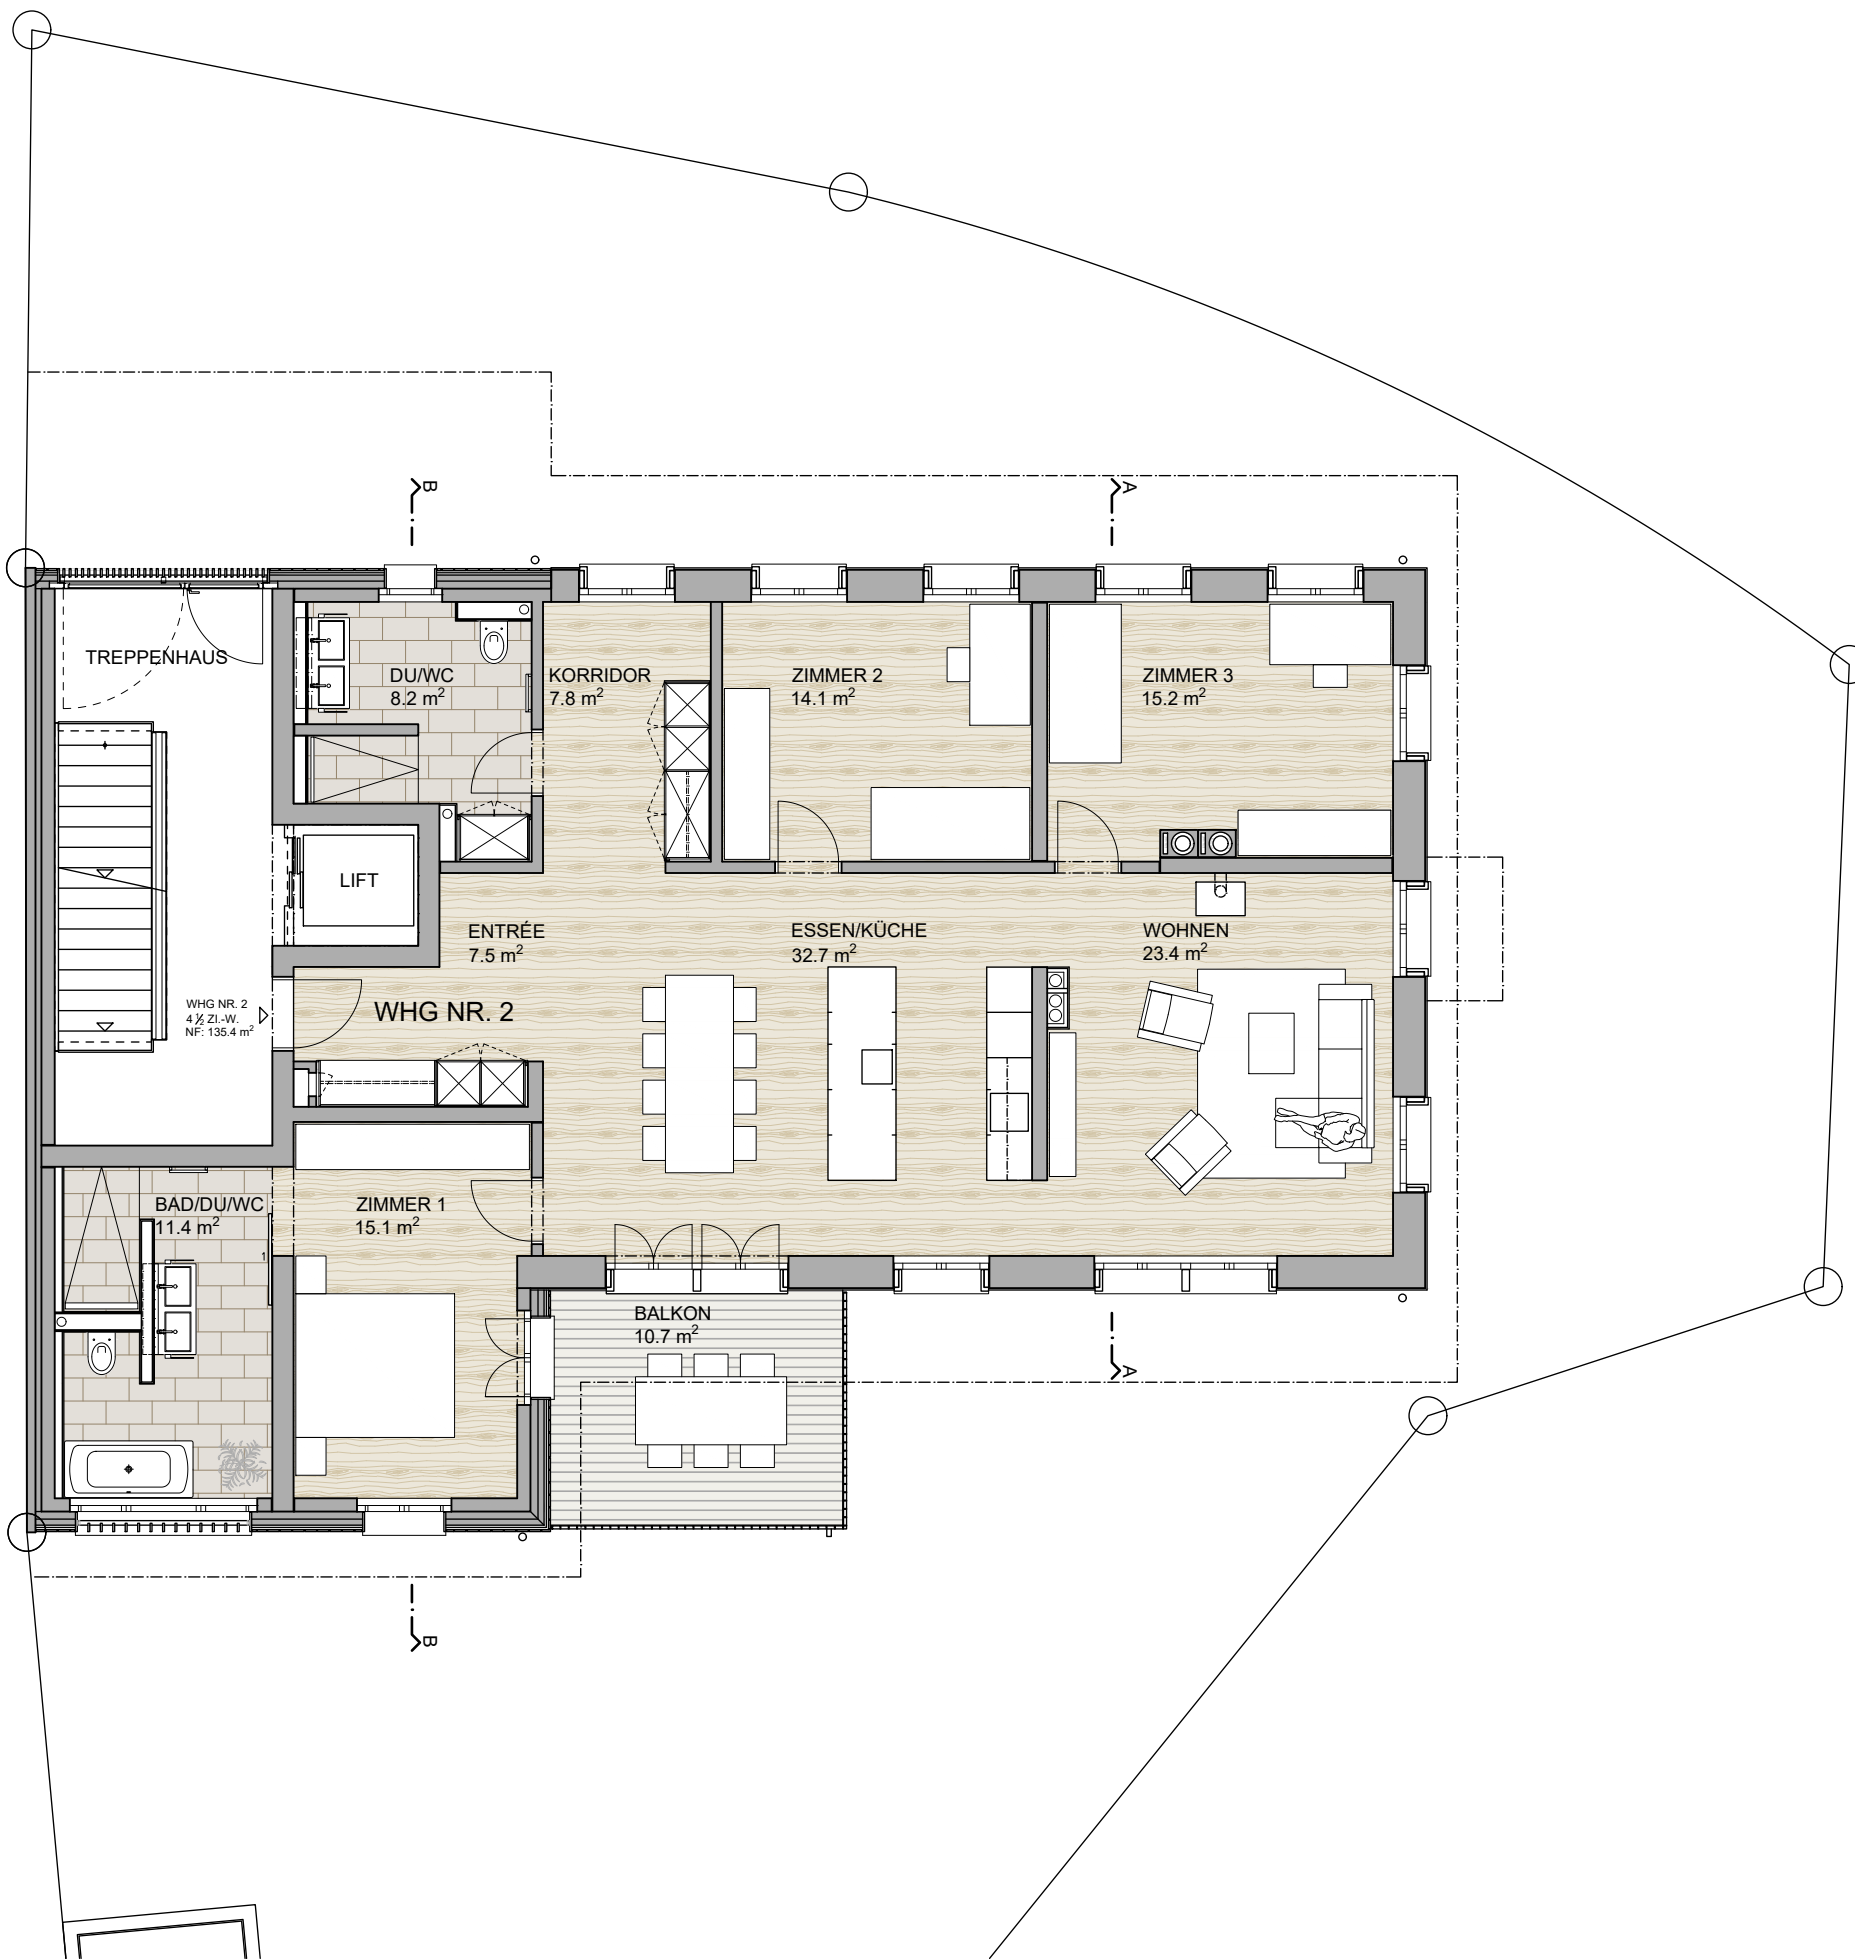 B
A
TREPPENHAUS
DU/WC
8.2 m²
KORRIDOR
7.8 m²
ZIMMER 2
14.1 m²
ZIMMER 3
15.2 m²
LIFT
ENTRÉE
7.5 m²
ESSEN/KÜCHE
32.7 m²
WOHNEN
23.4 m²
WHG NR. 2
4 ½ ZI.-W.
NF: 135.4 m²
WHG NR. 2
BAD/DU/WC
11.4 m²
1
ZIMMER 1
15.1 m²
BALKON
10.7 m²
A
B